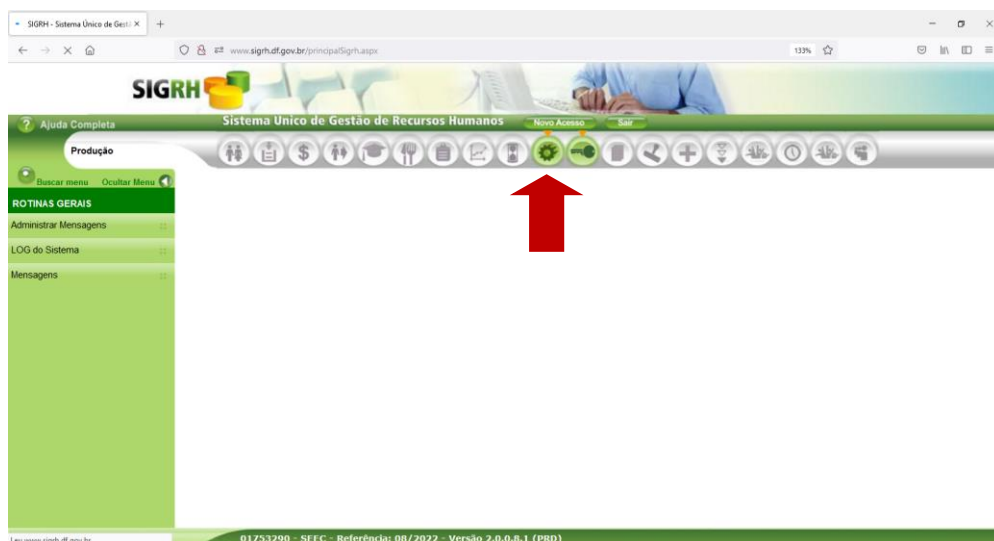 SIGRH - Sistema Único de Gestã
www.sigrh.df.gov.br/principalSigrh.aspx
133%
SIGRH
Ajuda Completa
Sistema Único de Gestão de Recursos Humanos
Novo Acesso
Sair
Produção
Buscar menu
Ocultar Menu
ROTINAS GERAIS
Administrar Mensagens
LOG do Sistema
Mensagens
01753290 - SEEC - Referência: 08/2022 - Versão 2.0.0.8.1 (PRD)